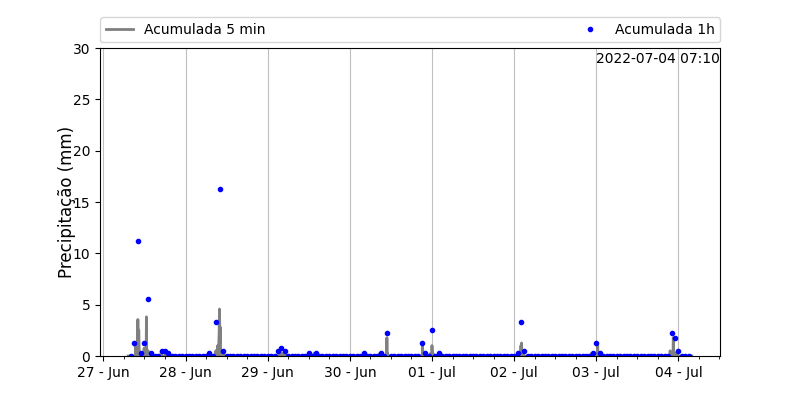 Acumulada 5 min
Acumulada 1h
2022-07-04 07:10
Precipitação (mm)
30
25
20
15
10
5
0
27 - Jun 28 - Jun 29 - Jun 30 - Jun 01 - Jul 02 - Jul 03 - Jul 04 - Jul